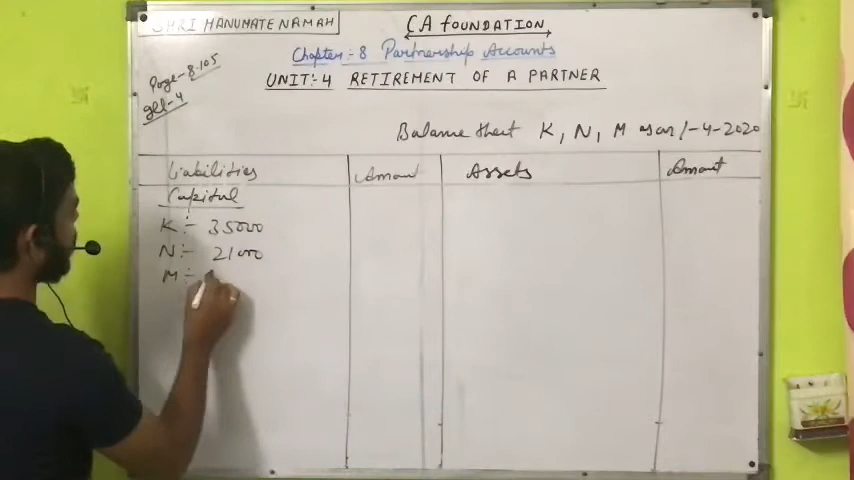 SHRI HANUMATE NAMAH
CA FOUNDATION
Chapter :- 8 Partnership Accounts
UNIT:-4 RETIREMENT OF A PARTNER
Page-8.105
ill-4
Balance sheet K, N, M as on 1-4-2020
Liabilities Amount Assets Amount
Capital
K :- 35000
N :- 21000
M :-